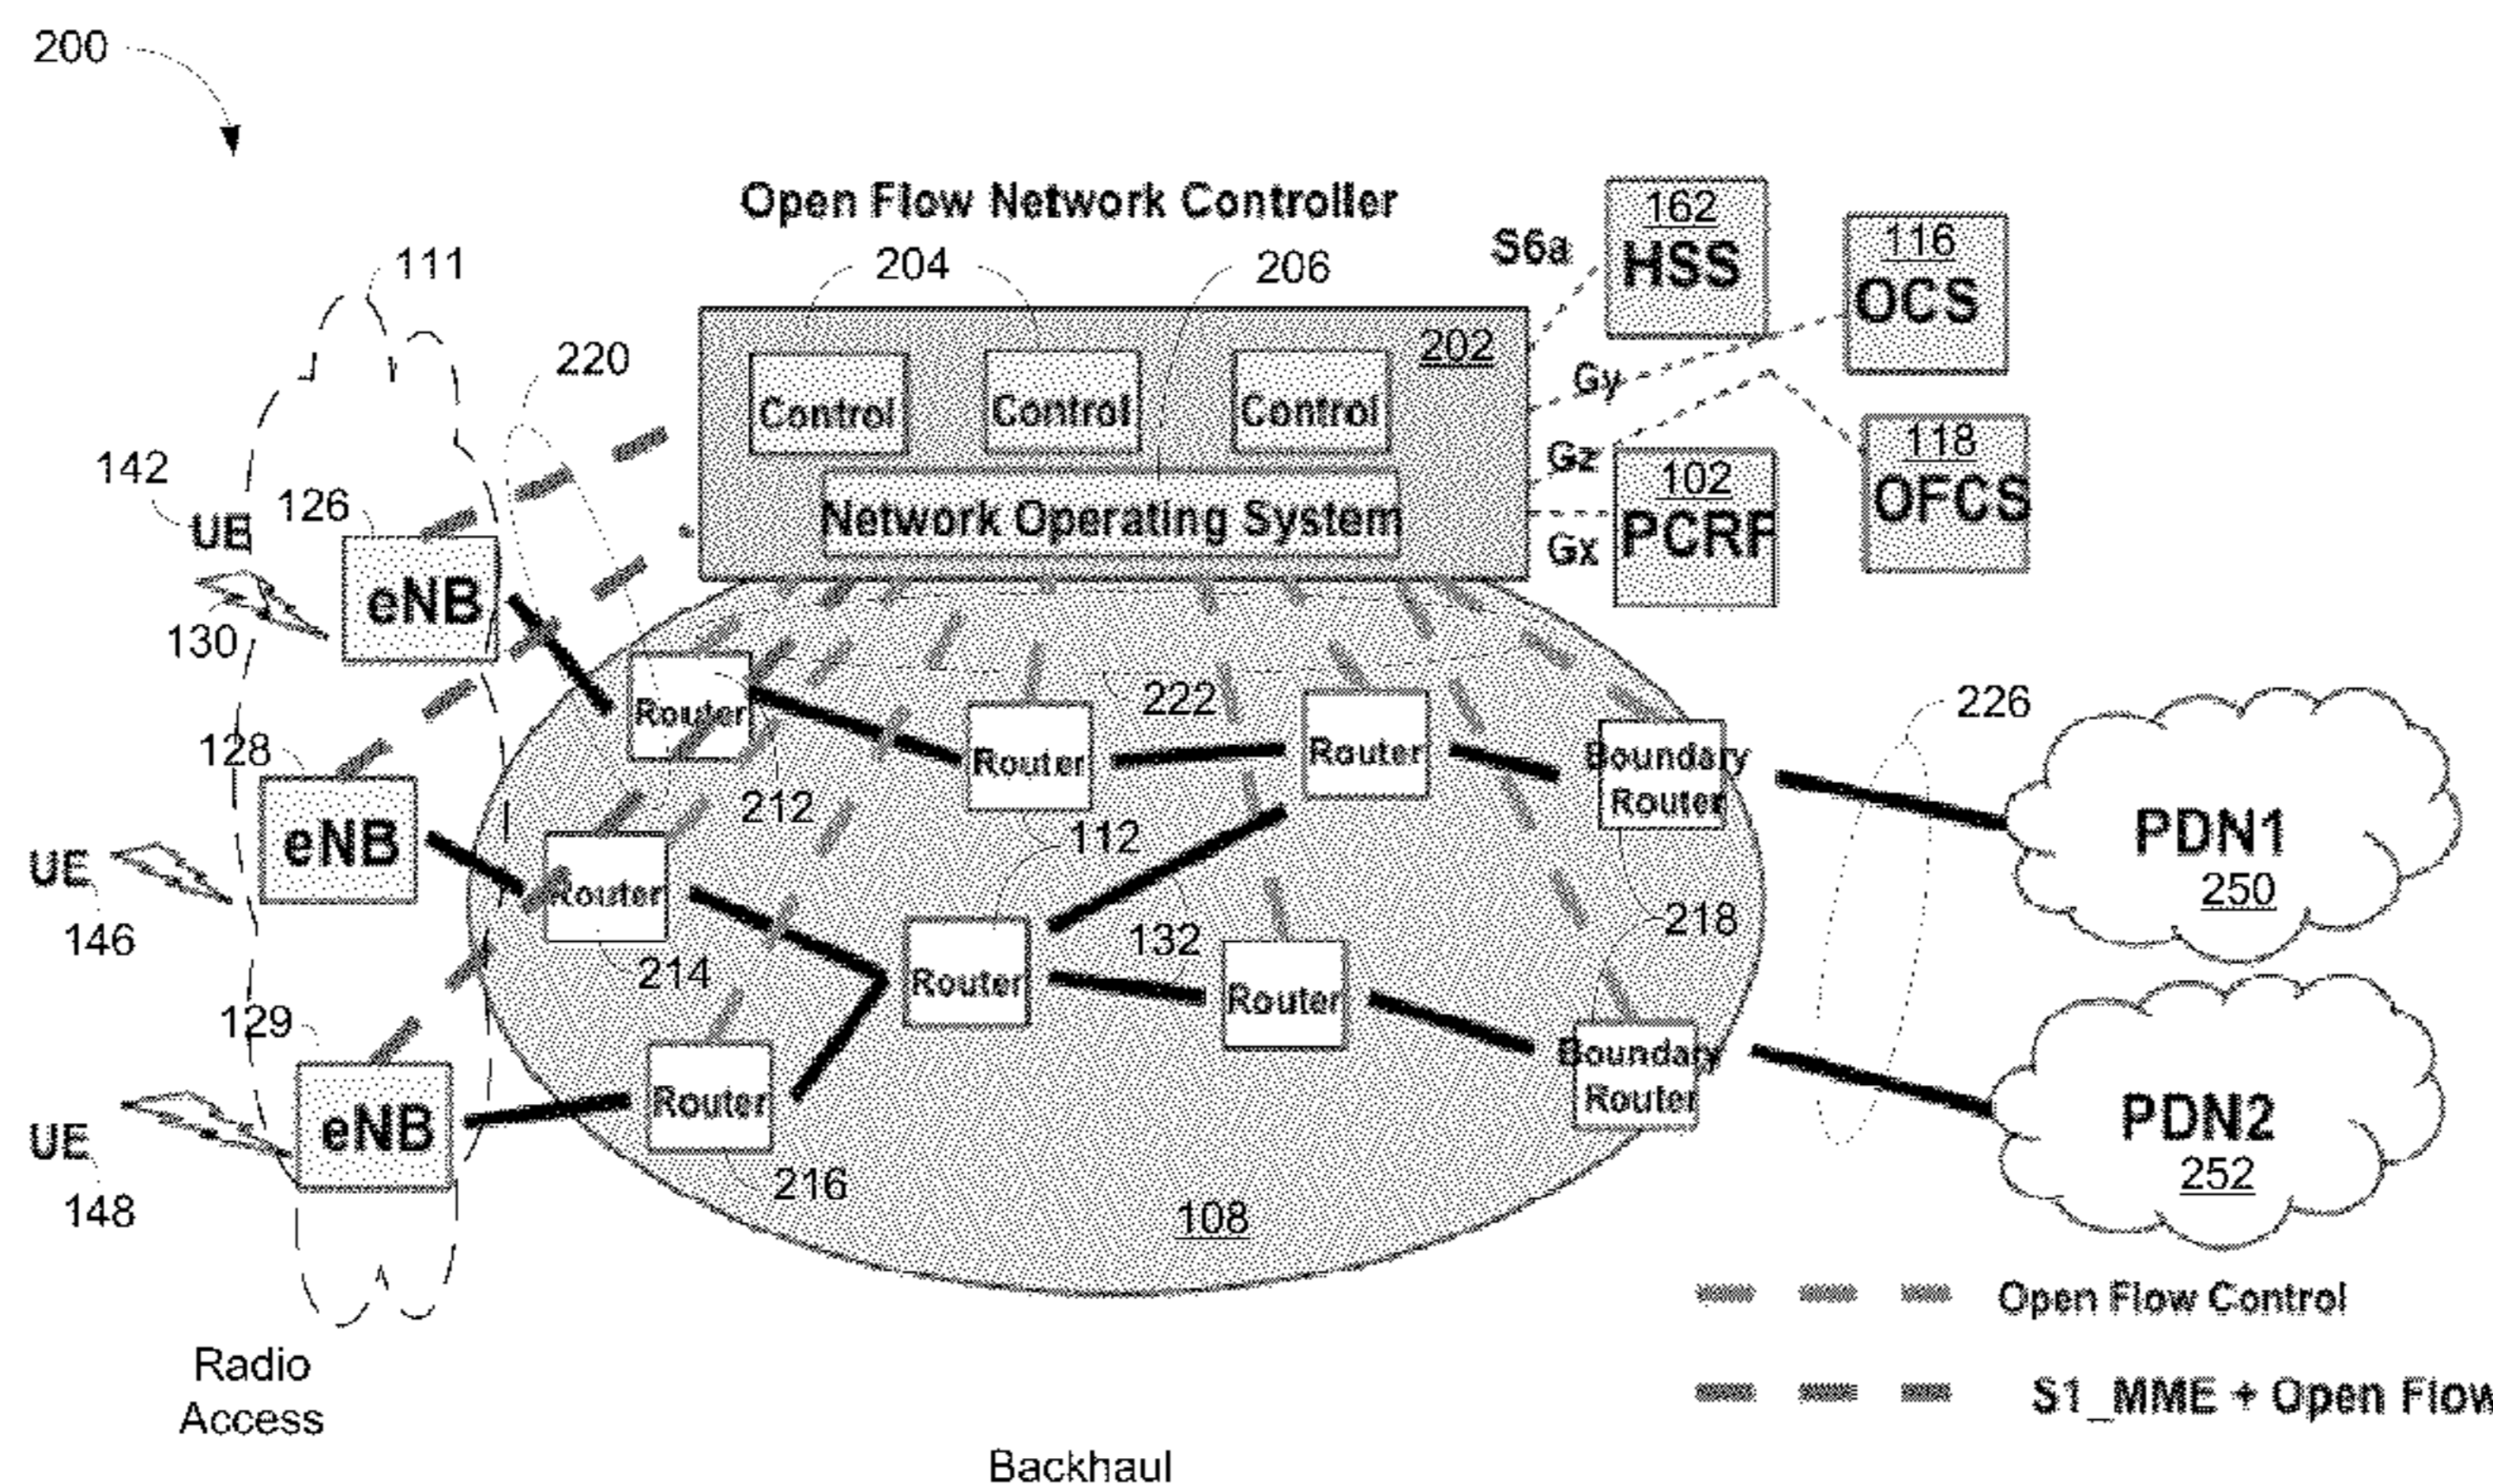 200
Open Flow Network Controller
111
204
206
S6a
162
HSS
116
OCS
220
202
Control
Control
Control
Gy
Gz
118
OFCS
142
UE
126
eNB
Network Operating System
Gx
102
PCRF
130
Router
222
Router
Router
Boundary
Router
226
128
eNB
212
112
PDN1
250
UE
146
Router
214
Router
132
Router
218
129
eNB
UE
148
Router
216
Boundary
Router
PDN2
252
108
Open Flow Control
Radio
Access
S1_MME + Open Flow
Backhaul